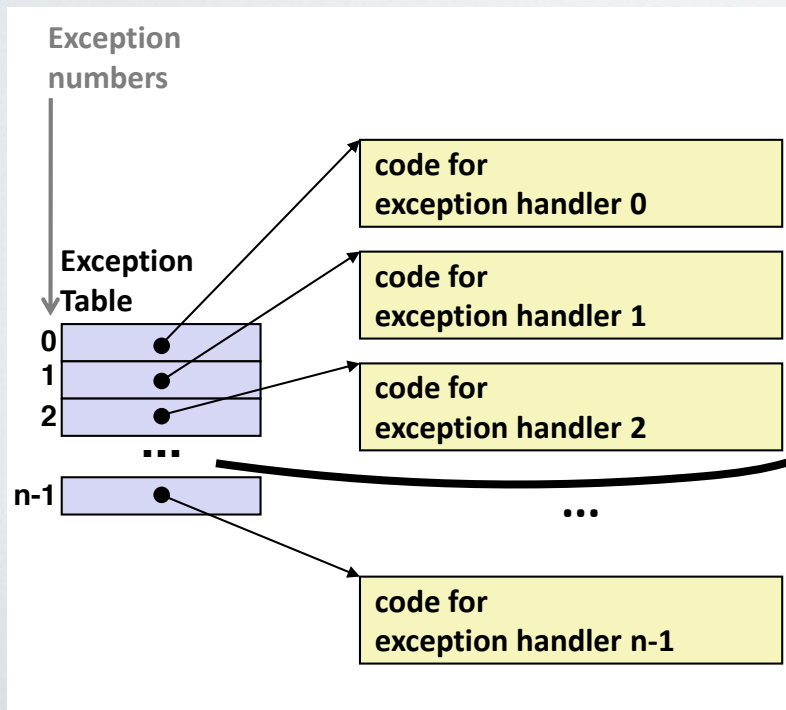 Exception
numbers
code for
exception handler 0
Exception
Table
code for
exception handler 1
0
1
2
...
code for
exception handler 2
n-1
...
code for
exception handler n-1